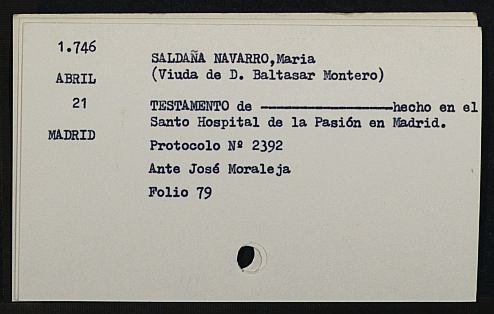 1.746
ABRIL
21
MADRID
SALDAÑA NAVARRO,Maria
(Viuda de D. Baltasar Montero)
TESTAMENTO de ————————hecho en el
Santo Hospital de la Pasión en Madrid.
Protocolo Nº 2392
Ante José Moraleja
Folio 79